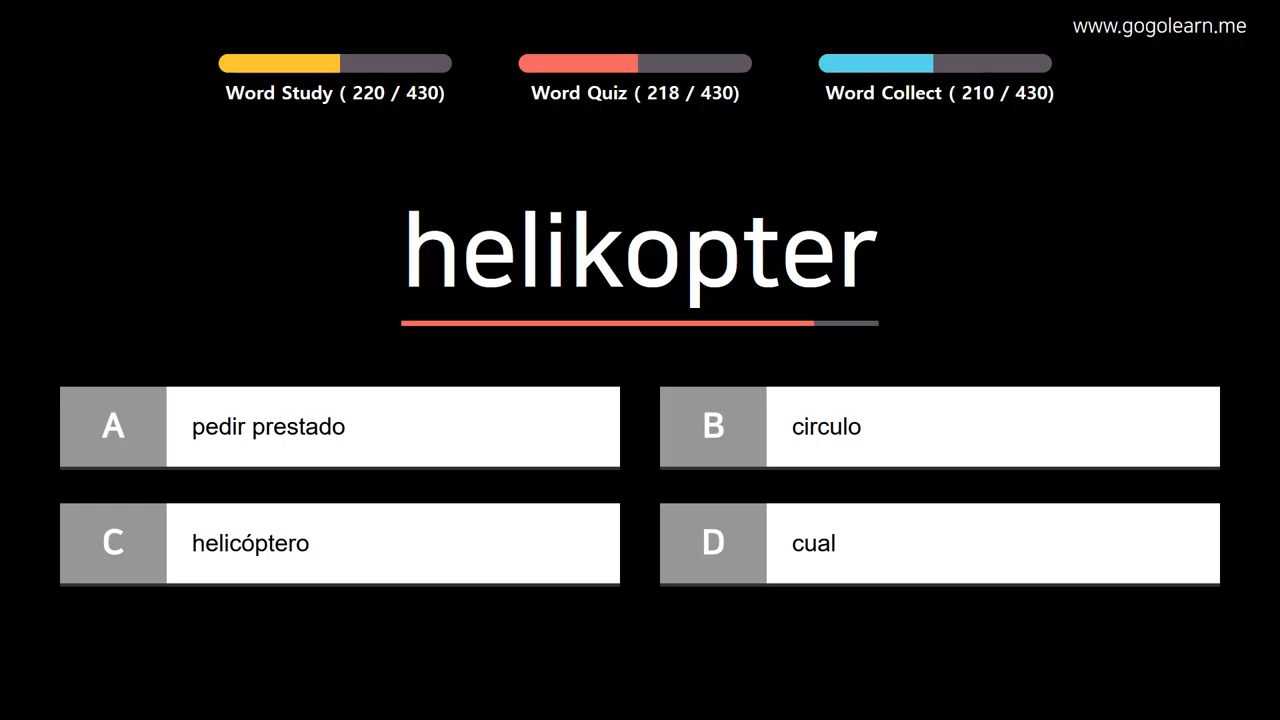 www.gogolearn.me
Word Study ( 220 / 430)
Word Quiz ( 218 / 430)
Word Collect ( 210 / 430)
helikopter
A pedir prestado
B circulo
C helicóptero
D cual